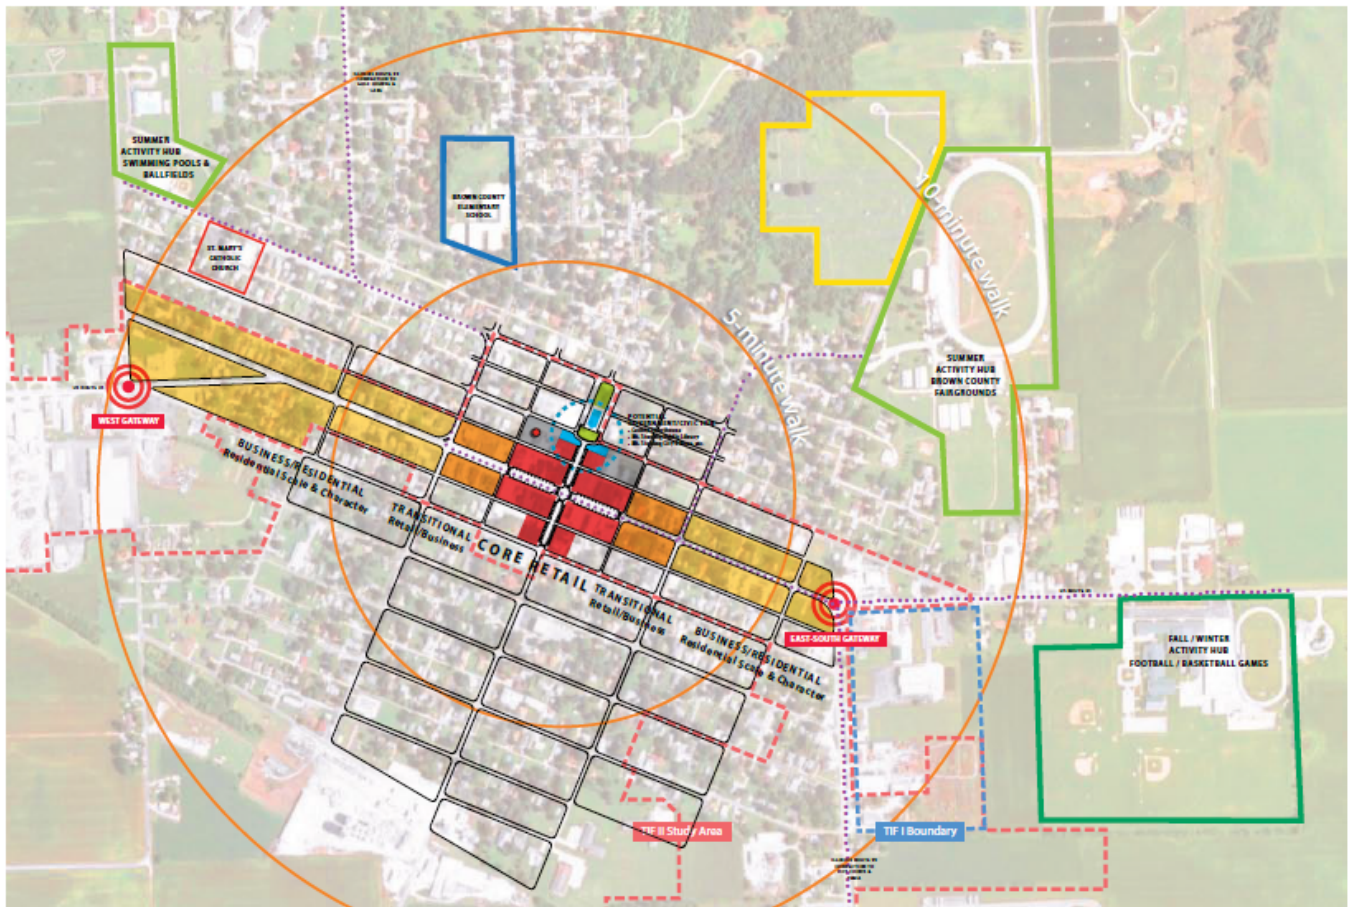 SUMMER
ACTIVITY HUB
SWIMMING POOLS &
BALLFIELDS
ST. MARY'S
CATHOLIC
CHURCH
BROWN COUNTY
ELEMENTARY
SCHOOL
10-minute walk
5-minute walk
SUMMER
ACTIVITY HUB
BROWN COUNTY
FAIRGROUNDS
WEST GATEWAY
POTENTIAL
BUSINESS/RESIDENTIAL
Residential Scale & Character
TRANSITIONAL
Retail/Business
CORE RETAIL
TRANSITIONAL
Retail/Business
BUSINESS/RESIDENTIAL
Residential Scale & Character
EAST-SOUTH GATEWAY
FALL / WINTER
ACTIVITY HUB
FOOTBALL / BASKETBALL GAMES
TIF II Study Area
TIF I Boundary